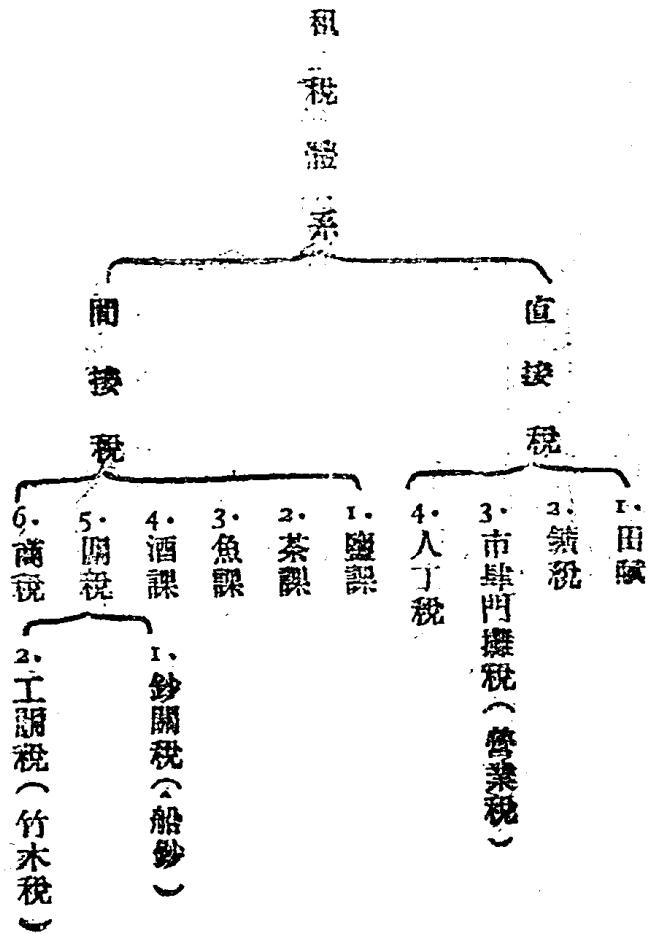 租稅體系
直接稅
1.田賦
2.鑛稅
3.市肆門攤稅(營業稅)
4.人丁稅
間接稅
1.鹽課
2.茶課
3.魚課
4.酒課
5.關稅
1.鈔關稅(船鈔)
2.工關稅(竹木稅)
6.商稅